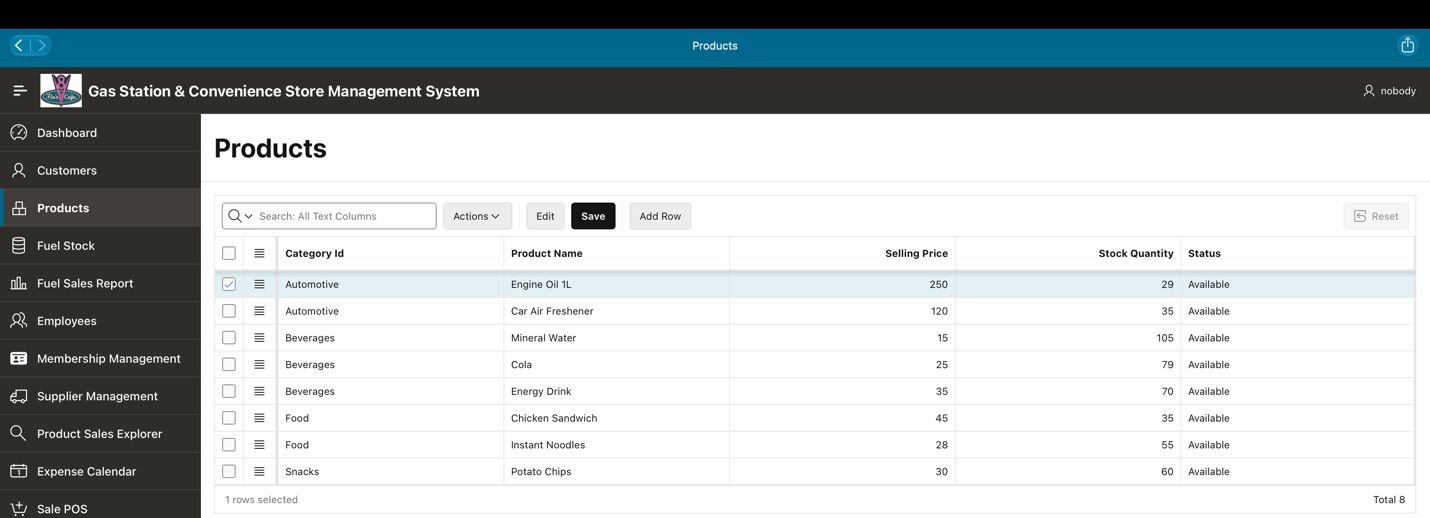 Products
Gas Station & Convenience Store Management System
nobody
Dashboard
Customers
Products
Fuel Stock
Fuel Sales Report
Employees
Membership Management
Supplier Management
Product Sales Explorer
Expense Calendar
Sale POS
Products
Search: All Text Columns Actions Edit Save Add Row Reset
Category Id Product Name Selling Price Stock Quantity Status
Automotive Engine Oil 1L 250 29 Available
Automotive Car Air Freshener 120 35 Available
Beverages Mineral Water 15 105 Available
Beverages Cola 25 79 Available
Beverages Energy Drink 35 70 Available
Food Chicken Sandwich 45 35 Available
Food Instant Noodles 28 55 Available
Snacks Potato Chips 30 60 Available
1 rows selected Total 8